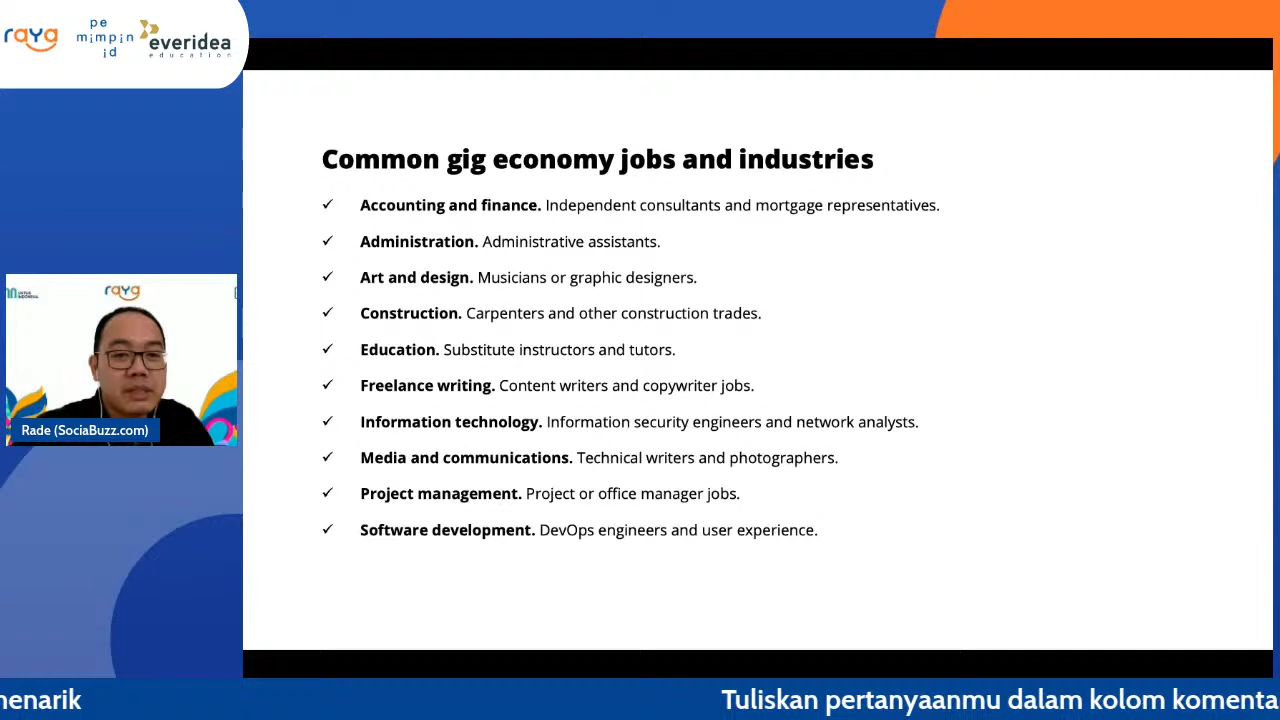 raya
pe
mimpin
id
everidea
education
Common gig economy jobs and industries
✓ Accounting and finance. Independent consultants and mortgage representatives.
✓ Administration. Administrative assistants.
✓ Art and design. Musicians or graphic designers.
✓ Construction. Carpenters and other construction trades.
✓ Education. Substitute instructors and tutors.
✓ Freelance writing. Content writers and copywriter jobs.
✓ Information technology. Information security engineers and network analysts.
✓ Media and communications. Technical writers and photographers.
✓ Project management. Project or office manager jobs.
✓ Software development. DevOps engineers and user experience.
UNTUK
INDONESIA
raya
Rade (SociaBuzz.com)
menarik
Tuliskan pertanyaanmu dalam kolom komenta